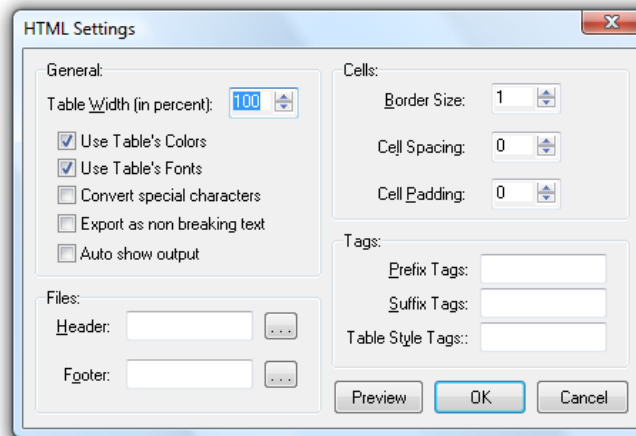 HTML Settings
General:
Table Width (in percent): 100
Use Table's Colors
Use Table's Fonts
Convert special characters
Export as non breaking text
Auto show output
Files:
Header: ...
Footer: ...
Cells:
Border Size: 1
Cell Spacing: 0
Cell Padding: 0
Tags:
Prefix Tags:
Suffix Tags:
Table Style Tags::
Preview OK Cancel